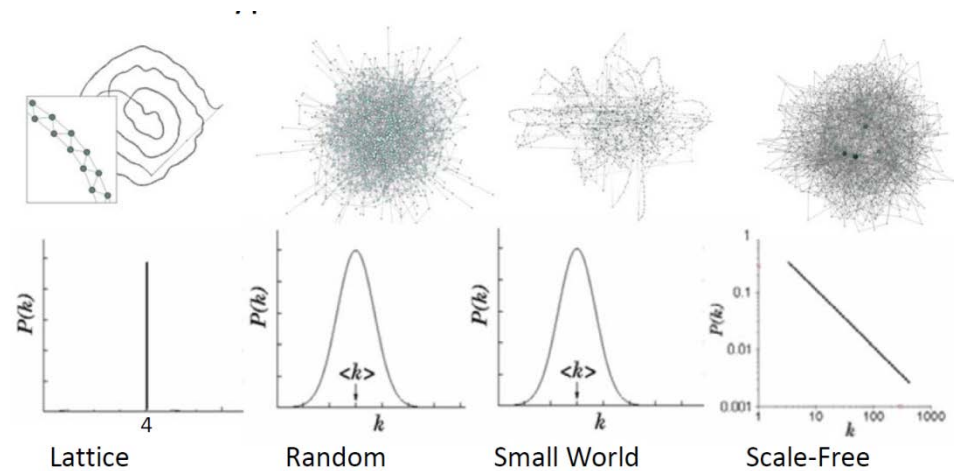 P(k)
4
Lattice
P(k)
<k>
k
Random
P(k)
<k>
k
Small World
P(k)
1
0.1
0.01
0.001
1
10
100
1000
k
Scale-Free